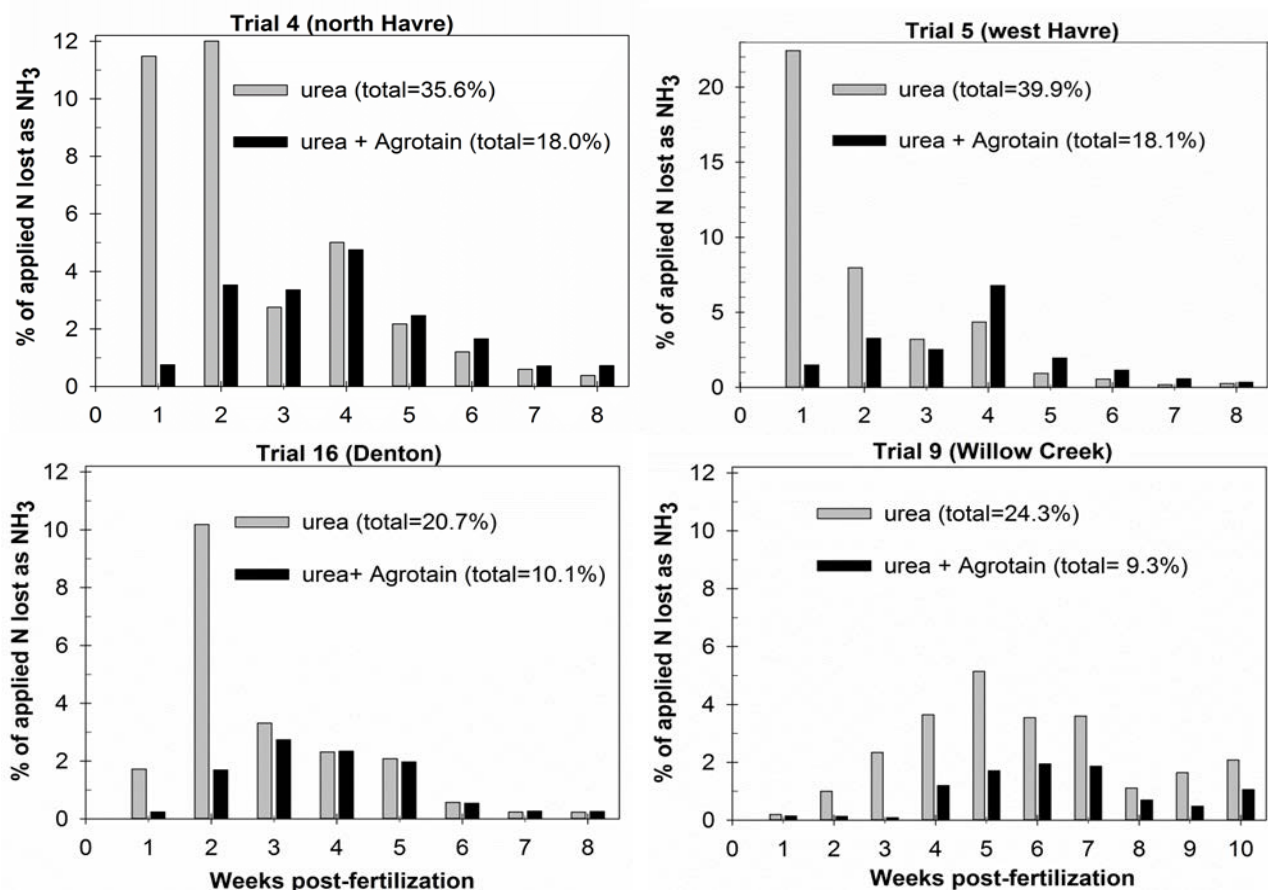 Trial 4 (north Havre)
% of applied N lost as NH3
12
10
8
6
4
2
0
urea (total=35.6%)
urea + Agrotain (total=18.0%)
0 1 2 3 4 5 6 7 8
Trial 5 (west Havre)
% of applied N lost as NH3
20
15
10
5
0
urea (total=39.9%)
urea + Agrotain (total=18.1%)
0 1 2 3 4 5 6 7 8
Trial 16 (Denton)
% of applied N lost as NH3
12
10
8
6
4
2
0
urea (total=20.7%)
urea+ Agrotain (total=10.1%)
0 1 2 3 4 5 6 7 8
Weeks post-fertilization
Trial 9 (Willow Creek)
% of applied N lost as NH3
12
10
8
6
4
2
0
urea (total=24.3%)
urea + Agrotain (total= 9.3%)
0 1 2 3 4 5 6 7 8 9 10
Weeks post-fertilization